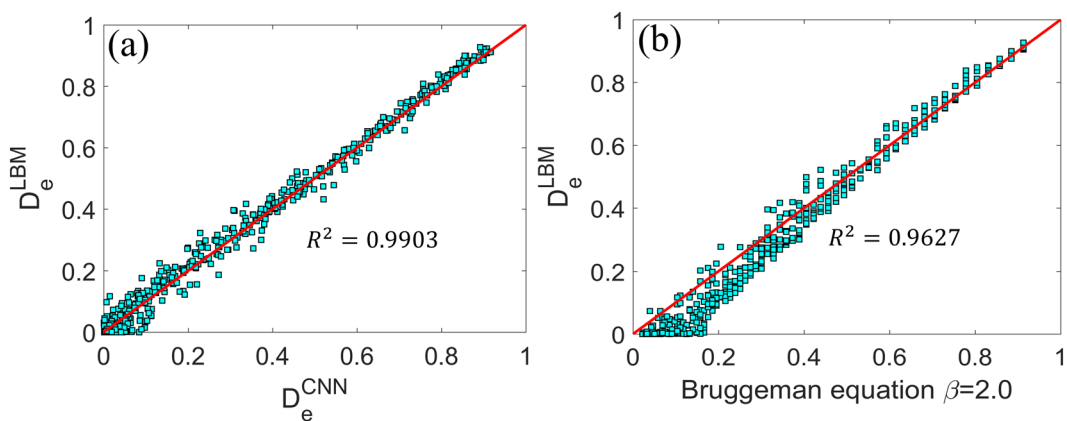 (a)
1
0.8
0.6
0.4
0.2
0
D_e^LBM
R² = 0.9903
0 0.2 0.4 0.6 0.8 1
D_e^CNN
(b)
1
0.8
0.6
0.4
0.2
0
D_e^LBM
R² = 0.9627
0 0.2 0.4 0.6 0.8 1
Bruggeman equation β=2.0